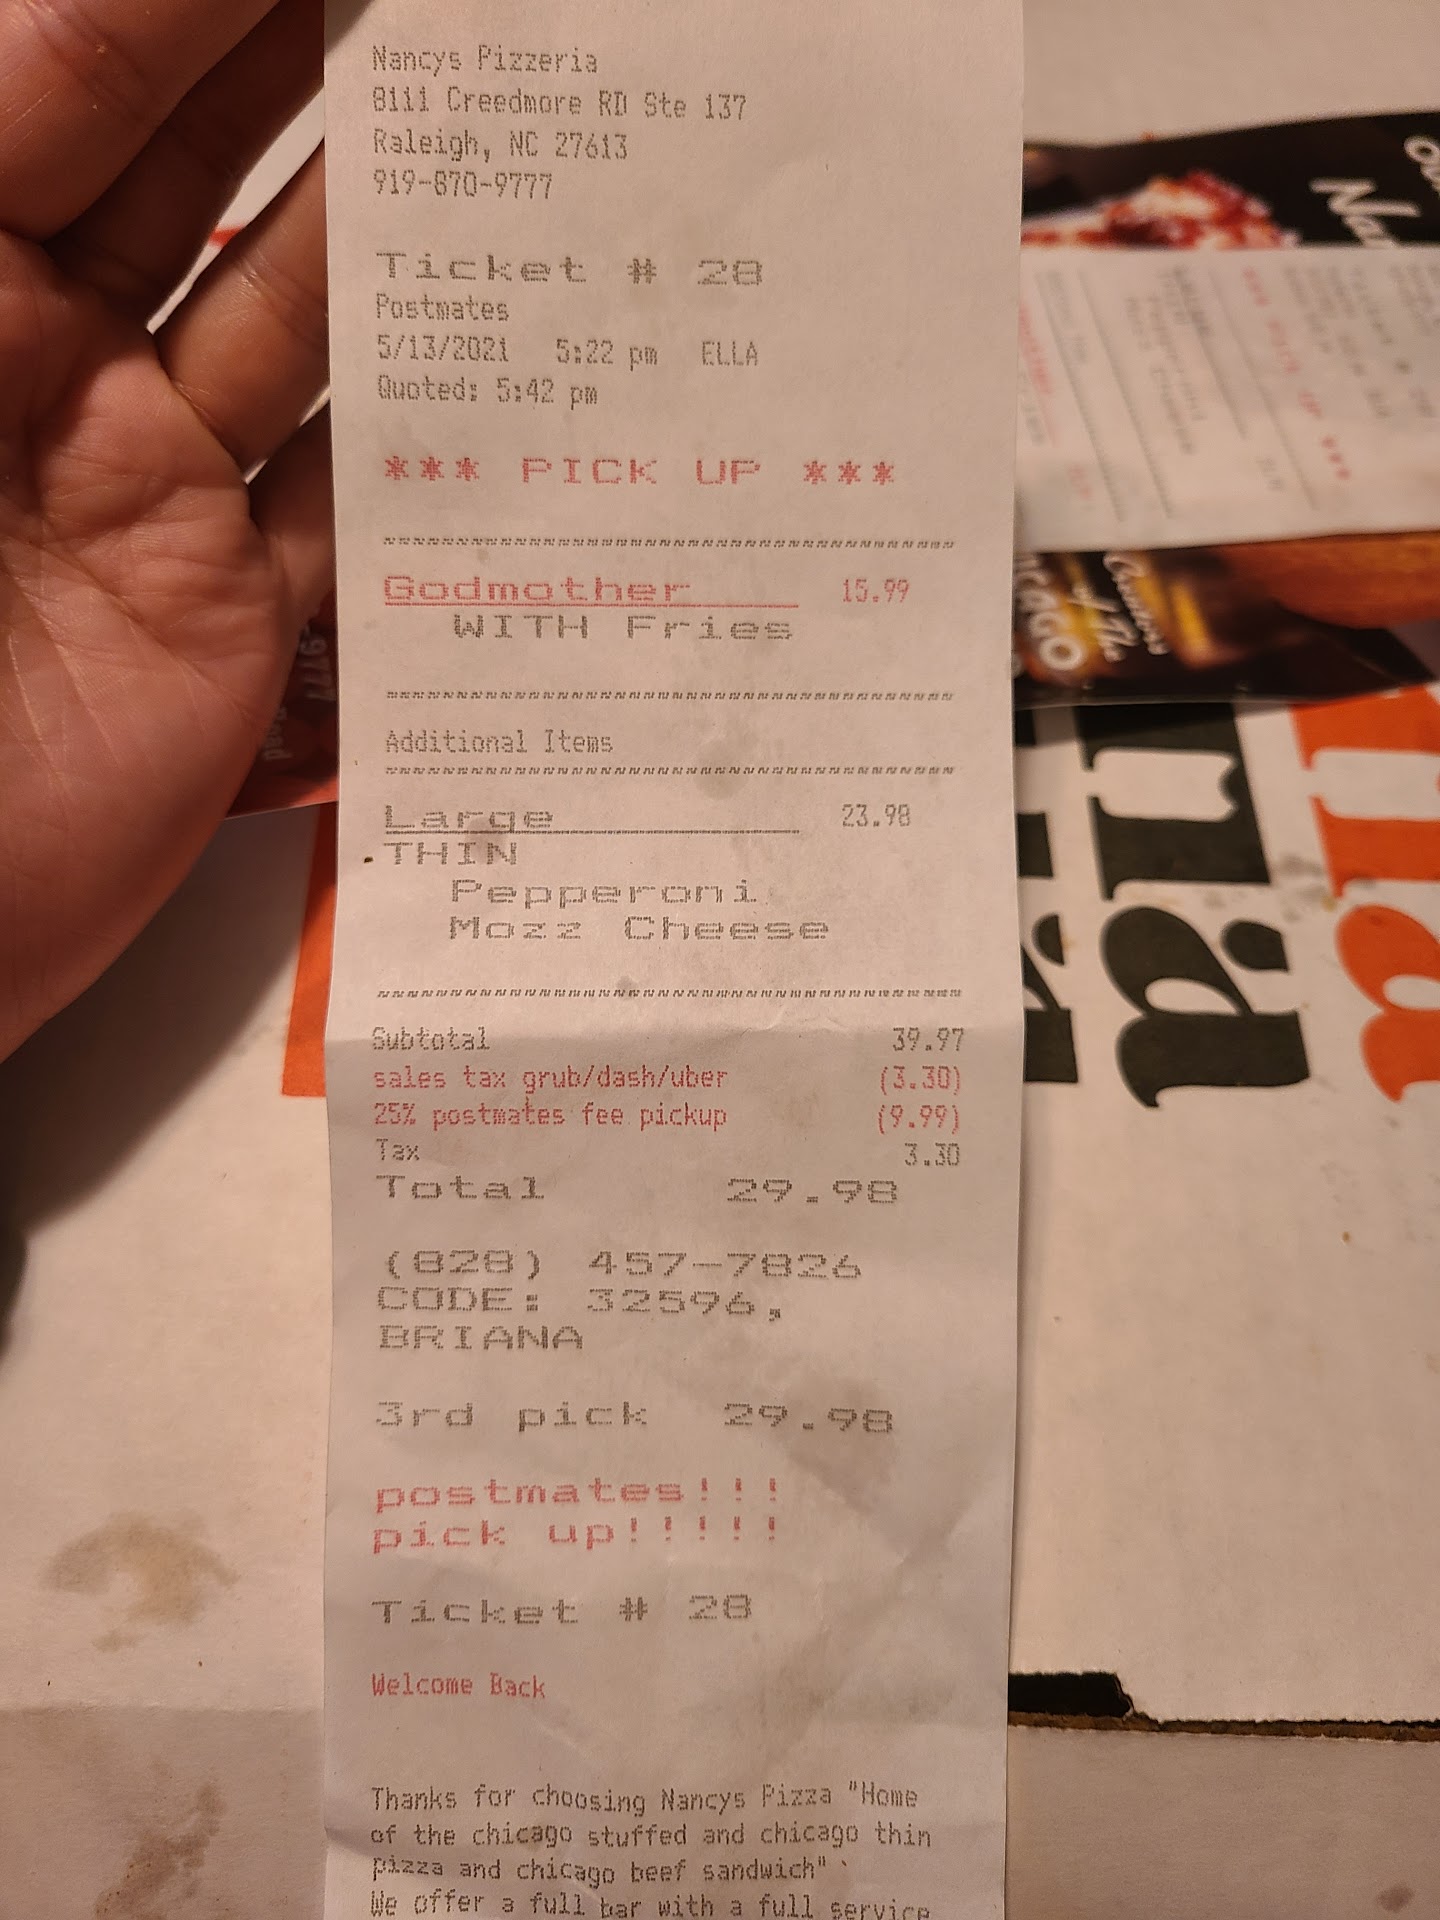 Nancys Pizzeria
8111 Creedmore RD Ste 137
Raleigh, NC 27613
919-870-9777
Ticket # 28
Postmates
5/13/2021 5:22 pm ELLA
Quoted: 5:42 pm
*** PICK UP ***
Godmother 15.99
WITH Fries
Additional Items
Large 23.98
THIN
Pepperoni
Mozz Cheese
Subtotal 39.97
sales tax grub/dash/uber (3.30)
25% postmates fee pickup (9.99)
Tax 3.30
Total 29.98
(828) 457-7826
CODE: 32596,
BRIANA
3rd pick 29.98
postmates!!!
pick up!!!!!
Ticket # 28
Welcome Back
Thanks for choosing Nancys Pizza "Home
of the chicago stuffed and chicago thin
pizza and chicago beef sandwich"
We offer a full bar with a full service